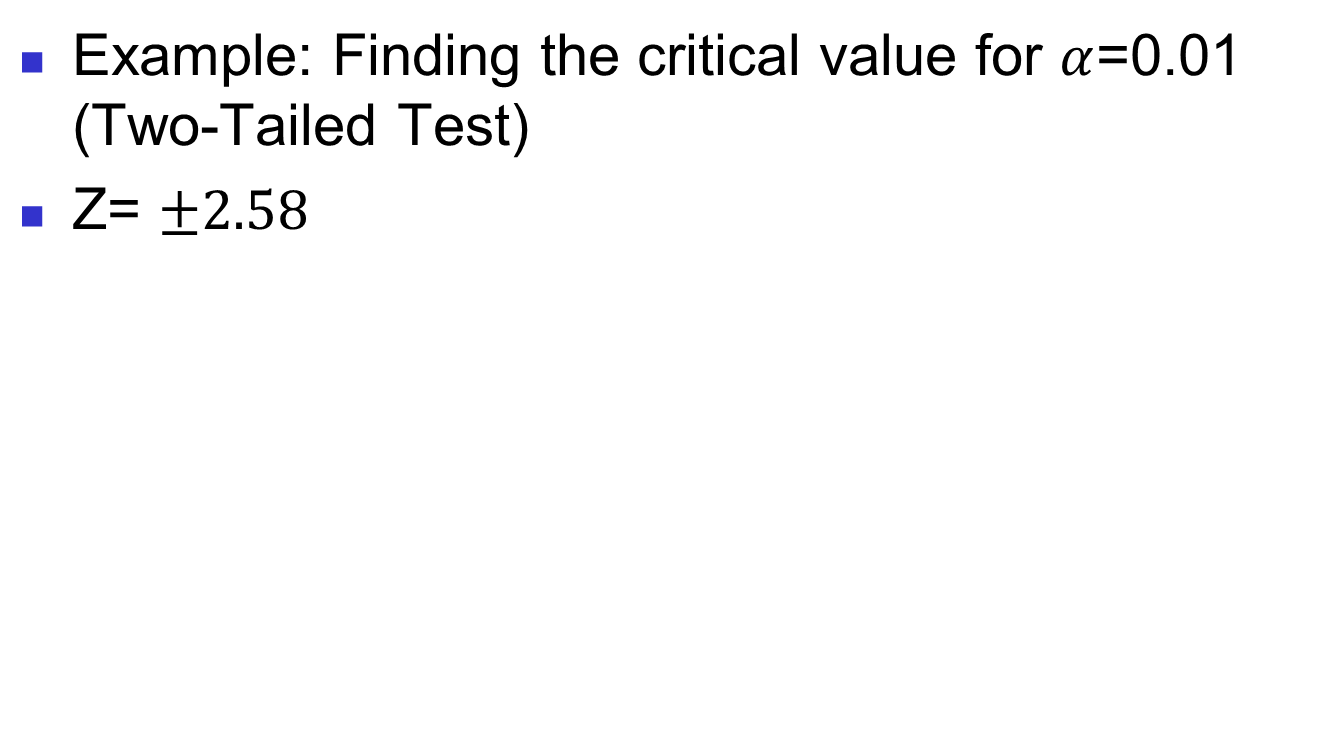 Example: Finding the critical value for 𝛼=0.01
(Two-Tailed Test)
Z= ±2.58